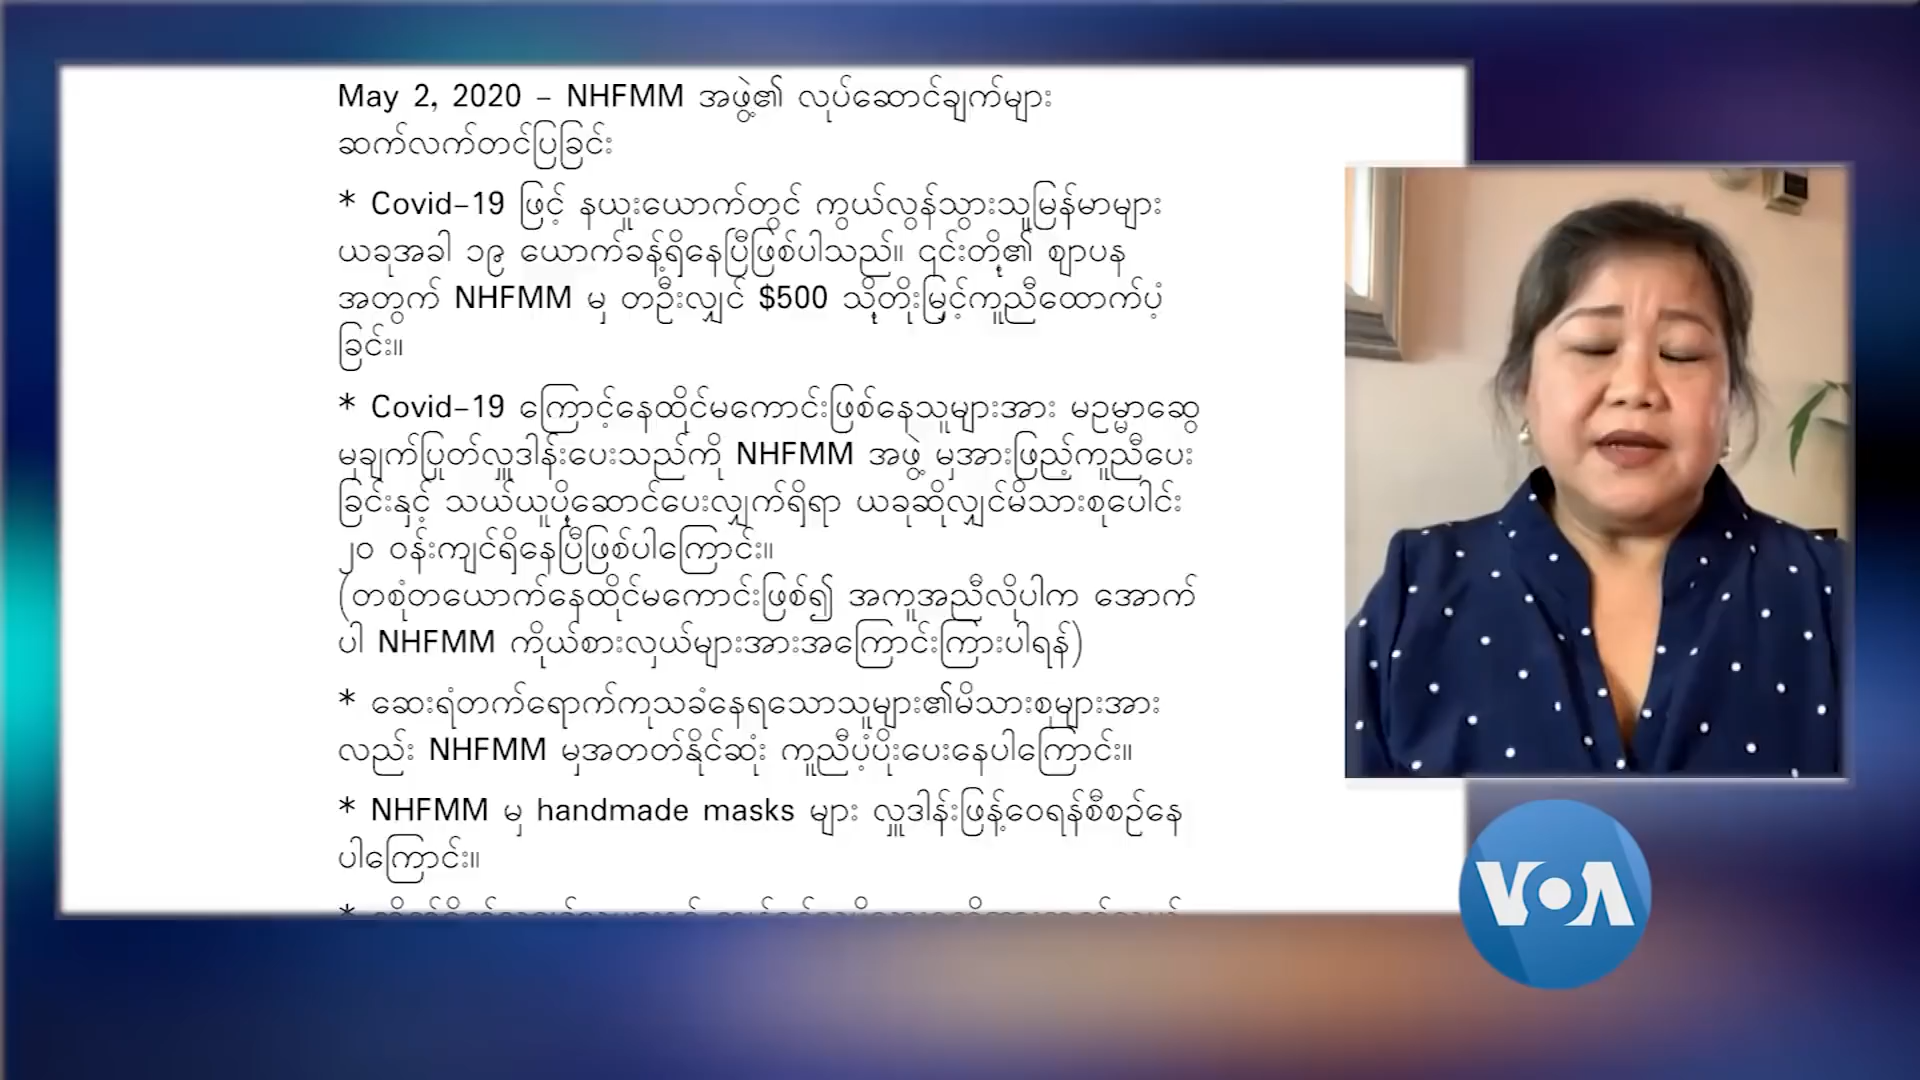 May 2, 2020 – NHFMM အဖွဲ့၏ လုပ်ဆောင်ချက်များ
ဆက်လက်တင်ပြခြင်း
* Covid–19 ဖြင့် နယူးယောက်တွင် ကွယ်လွန်သွားသူမြန်မာများ
ယခုအခါ ၁၉ ယောက်ခန့်ရှိနေပြီဖြစ်ပါသည်။ ၎င်းတို့၏ ဈာပန
အတွက် NHFMM မှ တဦးလျှင် $500 သို့တိုးမြှင့်ကူညီထောက်ပံ့
ခြင်း။
* Covid–19 ကြောင့်နေထိုင်မကောင်းဖြစ်နေသူများအား မဥမ္မာဆွေ
မှချက်ပြုတ်လှူဒါန်းပေးသည်ကို NHFMM အဖွဲ့ မှအားဖြည့်ကူညီပေး
ခြင်းနှင့် သယ်ယူပို့ဆောင်ပေးလျှက်ရှိရာ ယခုဆိုလျှင်မိသားစုပေါင်း
၂၀ ဝန်းကျင်ရှိနေပြီဖြစ်ပါကြောင်း။
(တစုံတယောက်နေထိုင်မကောင်းဖြစ်၍ အကူအညီလိုပါက အောက်
ပါ NHFMM ကိုယ်စားလှယ်များအားအကြောင်းကြားပါရန်)
* ဆေးရုံတက်ရောက်ကုသခံနေရသောသူများ၏မိသားစုများအား
လည်း NHFMM မှအတတ်နိုင်ဆုံး ကူညီပံ့ပိုးပေးနေပါကြောင်း။
* NHFMM မှ handmade masks များ လှူဒါန်းဖြန့်ဝေရန်စီစဉ်နေ
ပါကြောင်း။
VOA